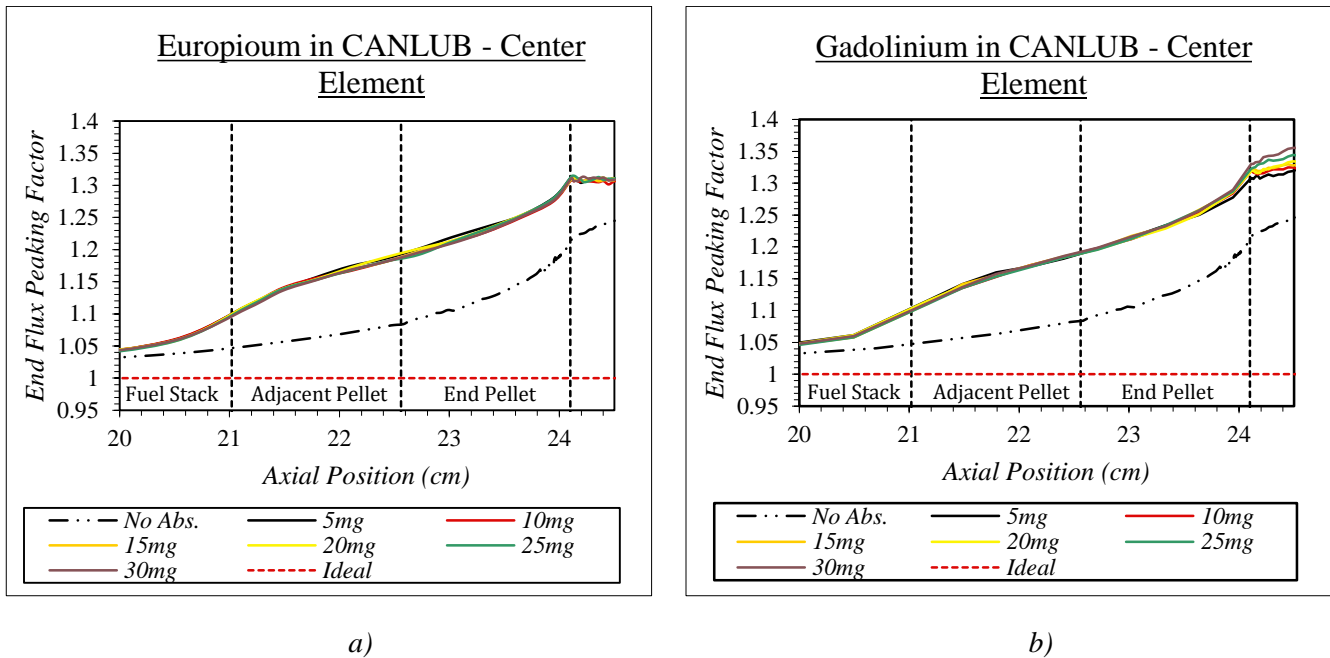 Europioum in CANLUB - Center
Element
End Flux Peaking Factor
1.4
1.35
1.3
1.25
1.2
1.15
1.1
1.05
1
0.95
Fuel Stack Adjacent Pellet End Pellet
20 21 22 23 24
Axial Position (cm)
No Abs. 5mg 10mg
15mg 20mg 25mg
30mg Ideal
a)
Gadolinium in CANLUB - Center
Element
End Flux Peaking Factor
1.4
1.35
1.3
1.25
1.2
1.15
1.1
1.05
1
0.95
Fuel Stack Adjacent Pellet End Pellet
20 21 22 23 24
Axial Position (cm)
No Abs. 5mg 10mg
15mg 20mg 25mg
30mg Ideal
b)